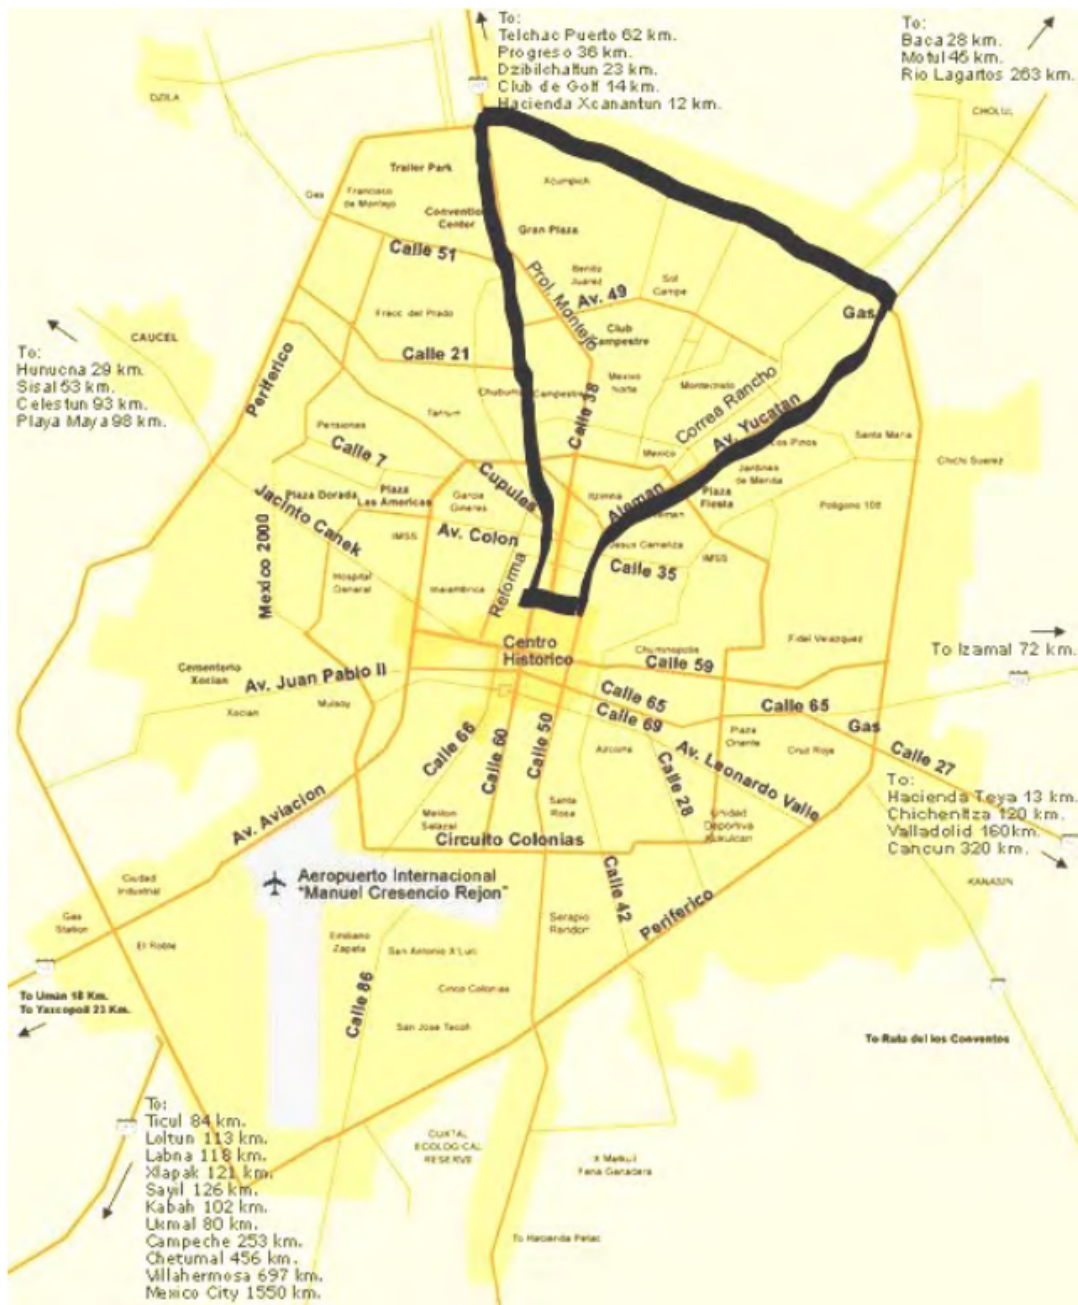 To:
Telchac Puerto 62 km.
Progreso 36 km.
Dzibilchaltun 23 km.
Club de Golf 14 km.
Hacienda Xcanantun 12 km.
To:
Baca 28 km.
Motul 45 km.
Rio Lagartos 263 km.
DZILA
CHOLUL
Trailer Park
Xcumpich
Gas
Francisco
de Montejo
Convention
Center
Gran Plaza
Calle 51
Prol. Montejo
Benito
Juarez
Sol
Campe
Av. 49
Gas
Fracc. del Prado
Club
Campestre
CAUCEL
To:
Hunucma 29 km.
Sisal 53 km.
Celestun 93 km.
Playa Maya 98 km.
Periferico
Calle 21
Mexico
Norte
Montecristo
Campestre
Correa Rancho
Calle 38
Av. Yucatan
Los Pinos
Santa Maria
Pensiones
Calle 7
Mexico
Chichi Suarez
Jardines
de Merida
Cupules
Plaza Dorada
Plaza
Las Americas
Garcia
Gineres
Itzimna
Aleman
Plaza
Fiesta
Poligono 108
Jacinto Canek
Mexico 2000
IMSS
Av. Colon
Jesus Carranza
IMSS
Calle 35
Hospital
General
Reforma
Centro
Historico
Fidel Velazquez
Calle 59
To Izamal 72 km.
Cementerio
Xoclan
Av. Juan Pablo II
Xoclan
Mulsay
Calle 65
Calle 69
Calle 65
Gas
Plaza
Oriente
Cruz Roja
Calle 27
Calle 66
Calle 60
Calle 50
Azcorra
Calle 28
Av. Leonardo Valle
To:
Hacienda Teya 13 km.
Chichenitza 120 km.
Valladolid 160km.
Cancun 320 km.
Av. Aviacion
Meliton
Salazar
Santa
Rosa
Unidad
Deportiva
Kukulcan
Circuito Colonias
KANASIN
Ciudad
Industrial
Aeropuerto Internacional
"Manuel Cresencio Rejon"
Calle 42
Periferico
Gas
Station
El Roble
Emiliano
Zapata
San Antonio X'Luc
Serapio
Rendon
Cinco Colonias
Calle 86
San Jose Tecoh
To Umán 18 Km.
To Yaxcopoil 23 Km.
To Ruta del los Conventos
To:
Ticul 84 km.
Loltun 113 km.
Labna 118 km.
Xlapak 121 km.
Sayil 126 km.
Kabah 102 km.
Uxmal 80 km.
Campeche 253 km.
Chetumal 456 km.
Villahermosa 697 km.
Mexico City 1550 km.
CUXTAL
ECOLOGICAL
RESERVE
X Matkuil
Feria Ganadera